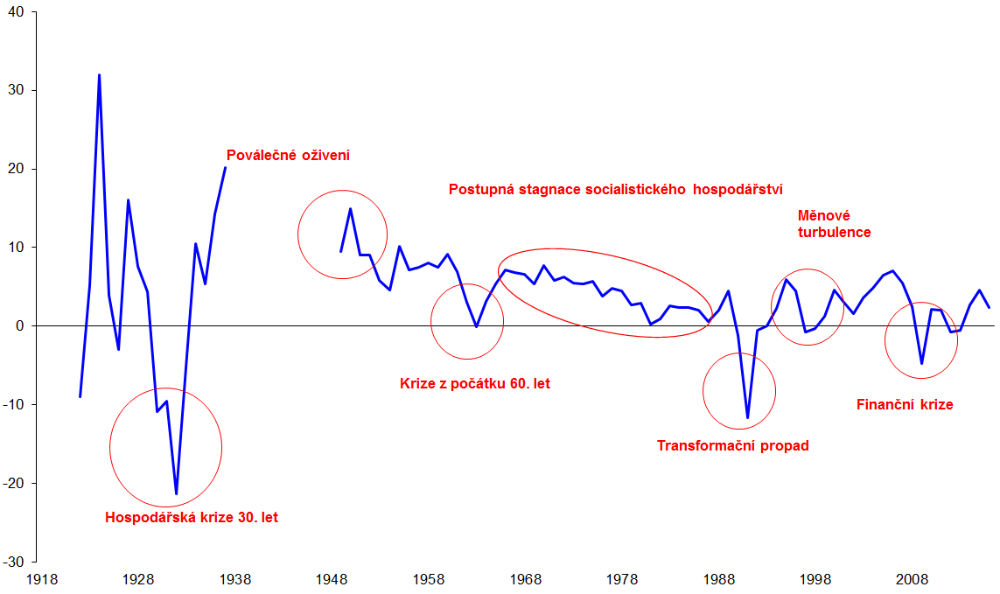 40
30
20
10
0
-10
-20
-30
Poválečné oživení
Postupná stagnace socialistického hospodářství
Měnové
turbulence
Krize z počátku 60. let
Finanční krize
Transformační propad
Hospodářská krize 30. let
1918 1928 1938 1948 1958 1968 1978 1988 1998 2008